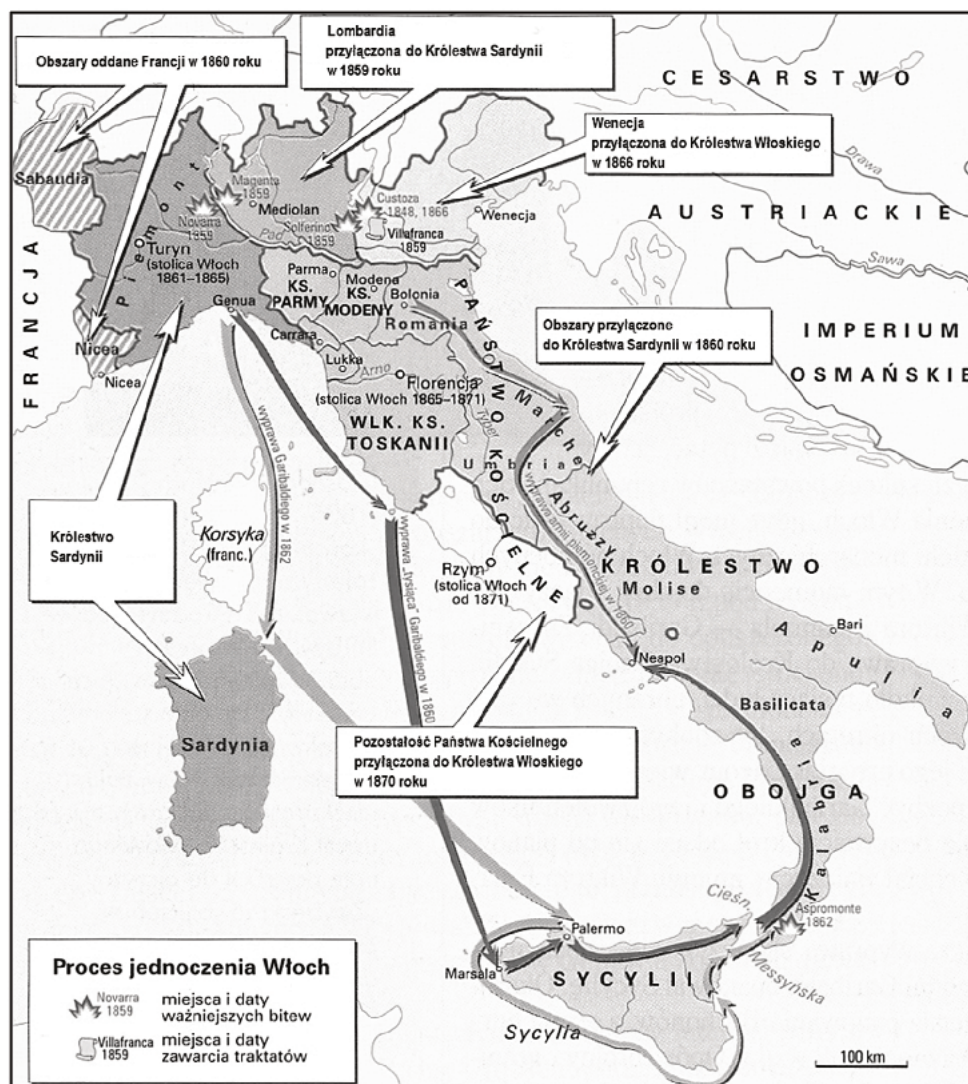 Obszary oddane Francji w 1860 roku
Lombardia
przyłączona do Królestwa Sardynii
w 1859 roku
Wenecja
przyłączona do Królestwa Włoskiego
w 1866 roku
CESARSTWO
AUSTRIACKIE
Drawa
Sawa
IMPERIUM
OSMAŃSKIE
FRANCJA
Sabaudia
Piemont
Magenta
1859
Novarra
1859
Mediolan
Solferino
1859
Custoza
1848, 1866
Villafranca
1859
Wenecja
Pad
Turyn
(stolica Włoch
1861–1865)
Genua
Nicea
Nicea
Parma
KS.
PARMY
Modena
KS.
MODENY
Bolonia
Romania
Carrara
Lukka
Arno
Florencja
(stolica Włoch 1865–1871)
WLK. KS.
TOSKANII
PAŃSTWO KOŚCIELNE
Tyber
Marche
Umbria
Abruzzy
wyprawa armii piemonckiej w 1860
Obszary przyłączone
do Królestwa Sardynii w 1860 roku
wyprawa Garibaldiego w 1862
wyprawa „tysiąca” Garibaldiego w 1860
Korsyka
(franc.)
Królestwo
Sardynii
Sardynia
Rzym
(stolica Włoch
od 1871)
Pozostałość Państwa Kościelnego
przyłączona do Królestwa Włoskiego
w 1870 roku
KRÓLESTWO
OBOJGA
SYCYLII
Molise
Bari
Apulia
Neapol
Basilicata
Kalabria
Aspromonte
1862
Cieśn.
Messyńska
Palermo
Marsala
Sycylia
Proces jednoczenia Włoch
Novarra
1859
miejsca i daty
ważniejszych bitew
Villafranca
1859
miejsca i daty
zawarcia traktatów
100 km